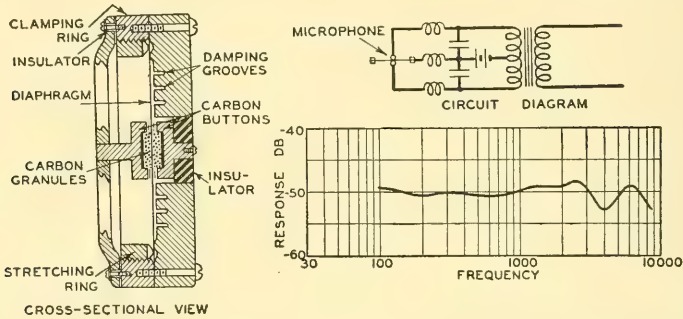 CLAMPING
RING
INSULATOR
DIAPHRAGM
CARBON
GRANULES
STRETCHING
RING
DAMPING
GROOVES
CARBON
BUTTONS
INSU-
LATOR
CROSS-SECTIONAL VIEW
MICROPHONE
CIRCUIT DIAGRAM
RESPONSE DB
-40
-50
-60
30 100 1000 10000
FREQUENCY